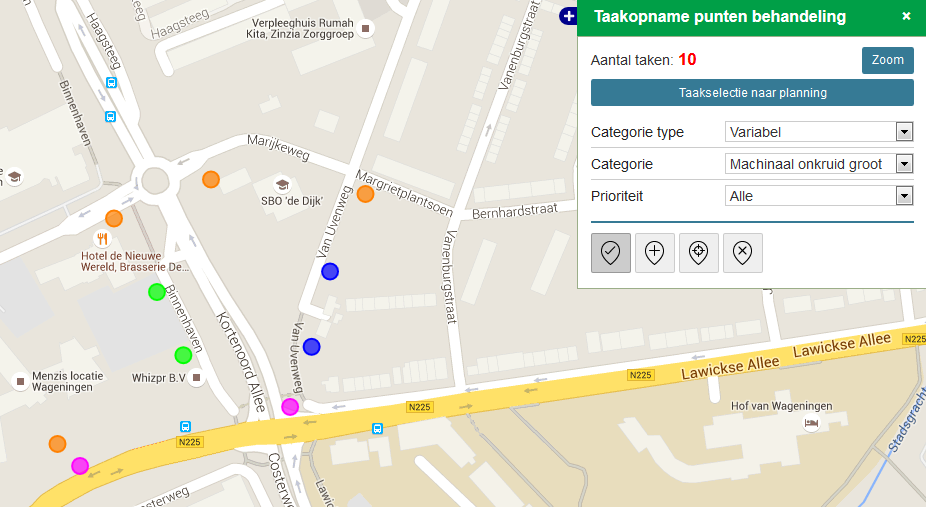 Taakopname punten behandeling
×
Aantal taken: 10
Zoom
Taakselectie naar planning
Categorie type
Variabel
Categorie
Machinaal onkruid groot
Prioriteit
Alle
Haagsteeg
Haagsteeg
Verpleeghuis Rumah
Kita, Zinzia Zorggroep
Vanenburgstraat
Binnenhaven
Marijkeweg
Margrietplantsoen
SBO 'de Dijk'
Bernhardstraat
Van Uvenweg
Hotel de Nieuwe
Wereld, Brasserie De...
Vanenburgstraat
Binnenhaven
Kortenoord Allee
Van Uvenweg
Menzis locatie
Wageningen
Whizpr B.V
Lawickse Allee
Lawickse Allee
N225
N225
N225
N225
Hof van Wageningen
Stadsgracht
Oosterweg
Lawic
osterweg